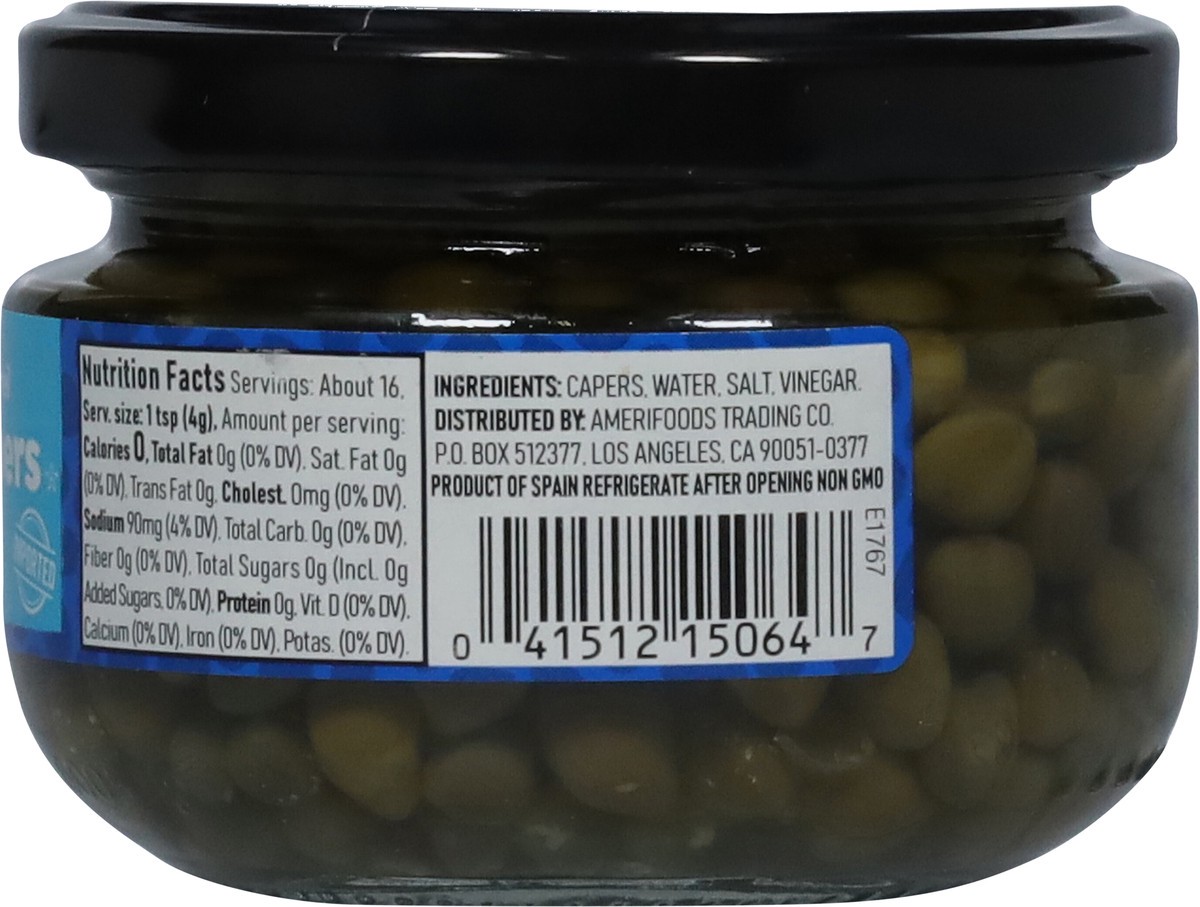 ers
IMPORTED
Nutrition Facts Servings: About 16,
Serv. size: 1 tsp (4g), Amount per serving:
Calories 0, Total Fat 0g (0% DV), Sat. Fat 0g
(0% DV), Trans Fat 0g, Cholest. 0mg (0% DV),
Sodium 90mg (4% DV), Total Carb. 0g (0% DV),
Fiber 0g (0% DV), Total Sugars 0g (Incl. 0g
Added Sugars, 0% DV), Protein 0g, Vit. D (0% DV),
Calcium (0% DV), Iron (0% DV), Potas. (0% DV).
INGREDIENTS: CAPERS, WATER, SALT, VINEGAR.
DISTRIBUTED BY: AMERIFOODS TRADING CO.
P.O. BOX 512377, LOS ANGELES, CA 90051-0377
PRODUCT OF SPAIN REFRIGERATE AFTER OPENING NON GMO
E1767
0 41512 15064 7